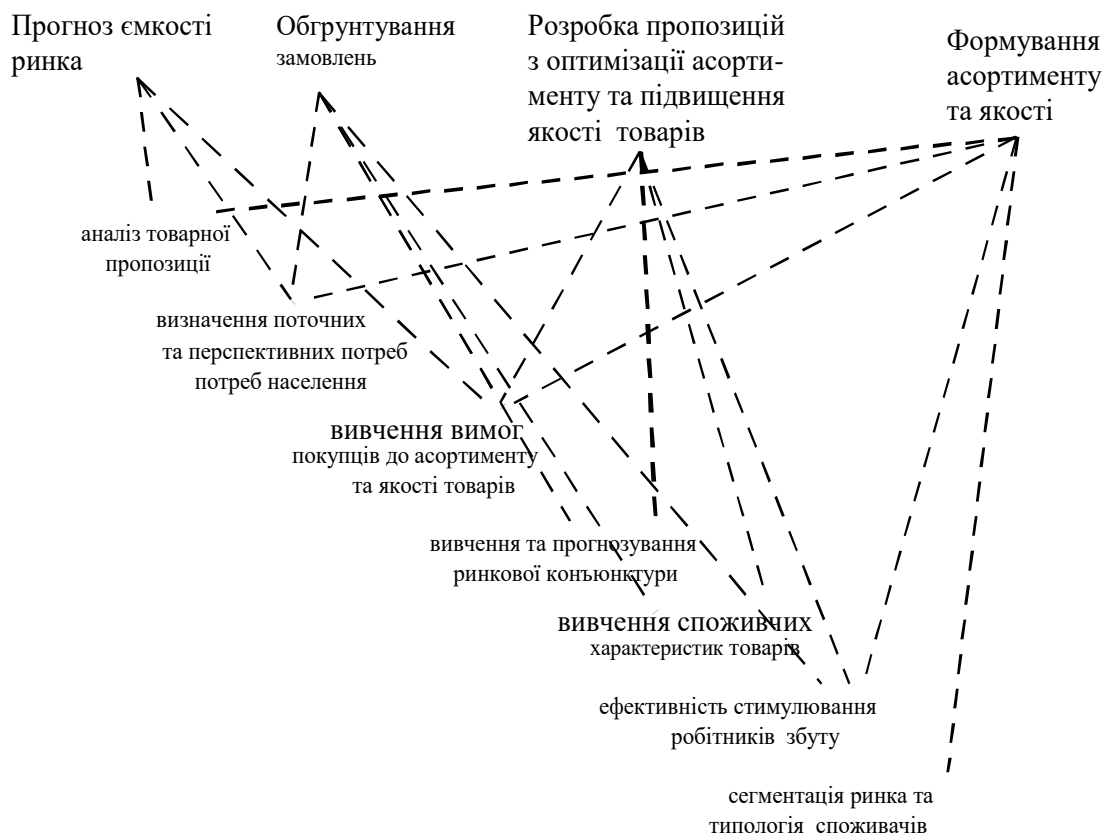 Прогноз ємкості
ринка
Обгрунтування
замовлень
Розробка пропозицій
з оптимізації асорти-
менту та підвищення
якості товарів
Формування
асортименту
та якості
аналіз товарної
пропозиції
визначення поточних
та перспективних потреб
потреб населення
вивчення вимог
покупців до асортименту
та якості товарів
вивчення та прогнозування
ринкової конъюнктури
вивчення споживчих
характеристик товарів
ефективність стимулювання
робітників збуту
сегментація ринка та
типологія споживачів